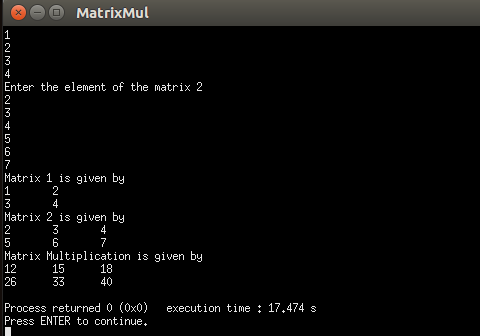 MatrixMul
1
2
3
4
Enter the element of the matrix 2
2
3
4
5
6
7
Matrix 1 is given by
1 2
3 4
Matrix 2 is given by
2 3 4
5 6 7
Matrix Multiplication is given by
12 15 18
26 33 40
Process returned 0 (0x0) execution time : 17.474 s
Press ENTER to continue.